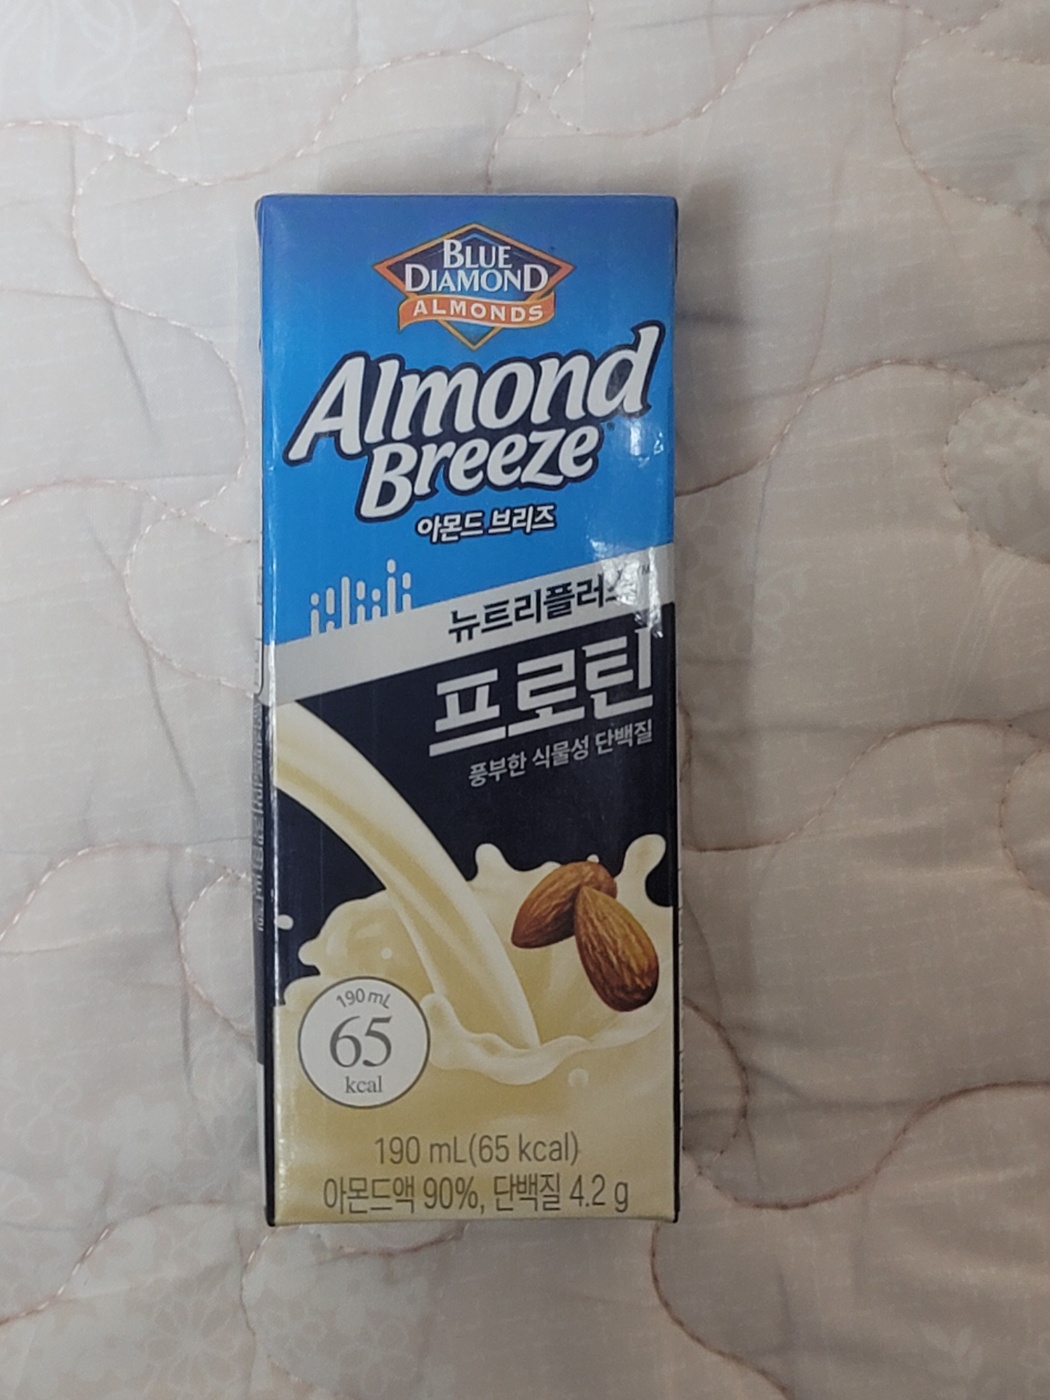 BLUE
DIAMOND
ALMONDS
Almond
Breeze
아몬드 브리즈
뉴트리플러스
프로틴
풍부한 식물성 단백질
190 mL
65
kcal
190 mL(65 kcal)
아몬드액 90%, 단백질 4.2 g